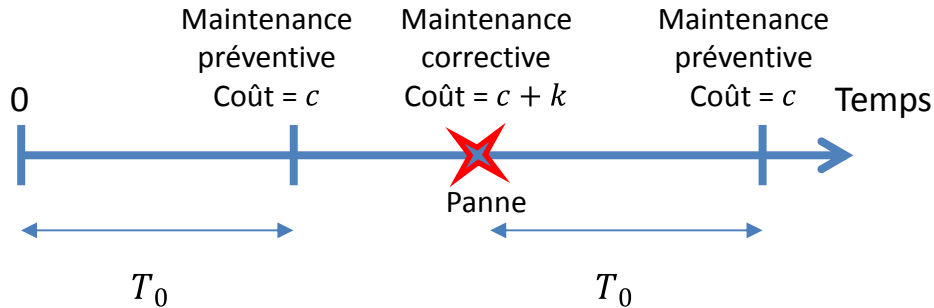 Maintenance
préventive
Coût = c
Maintenance
corrective
Coût = c + k
Maintenance
préventive
Coût = c
0
Temps
Panne
T₀
T₀